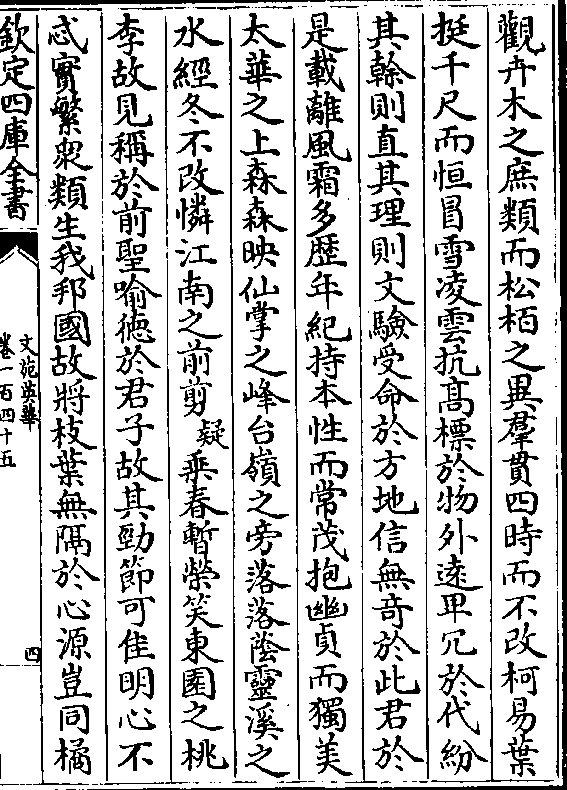 觀卉木之庶類而松栢之異羣貫四時而不改柯易葉
挺千尺而恒冒雪凌雲抗髙標於物外逺卑冗於代紛
其榦則直其理則文驗受命於方地信無竒於此君於
是載離風霜多歴年紀持本性而常茂抱幽貞而獨美
太華之上森森映仙掌之峰台嶺之旁落落蔭靈溪之
水經冬不改憐江南之前剪疑乘春暫榮笑東園之桃
李故見稱於前聖喻徳於君子故其勁節可佳明心不
忒實繁衆類生我邦國故將枝葉無隔於心源豈同橘
欽定四庫全書
文苑英華
卷一百四十五
四